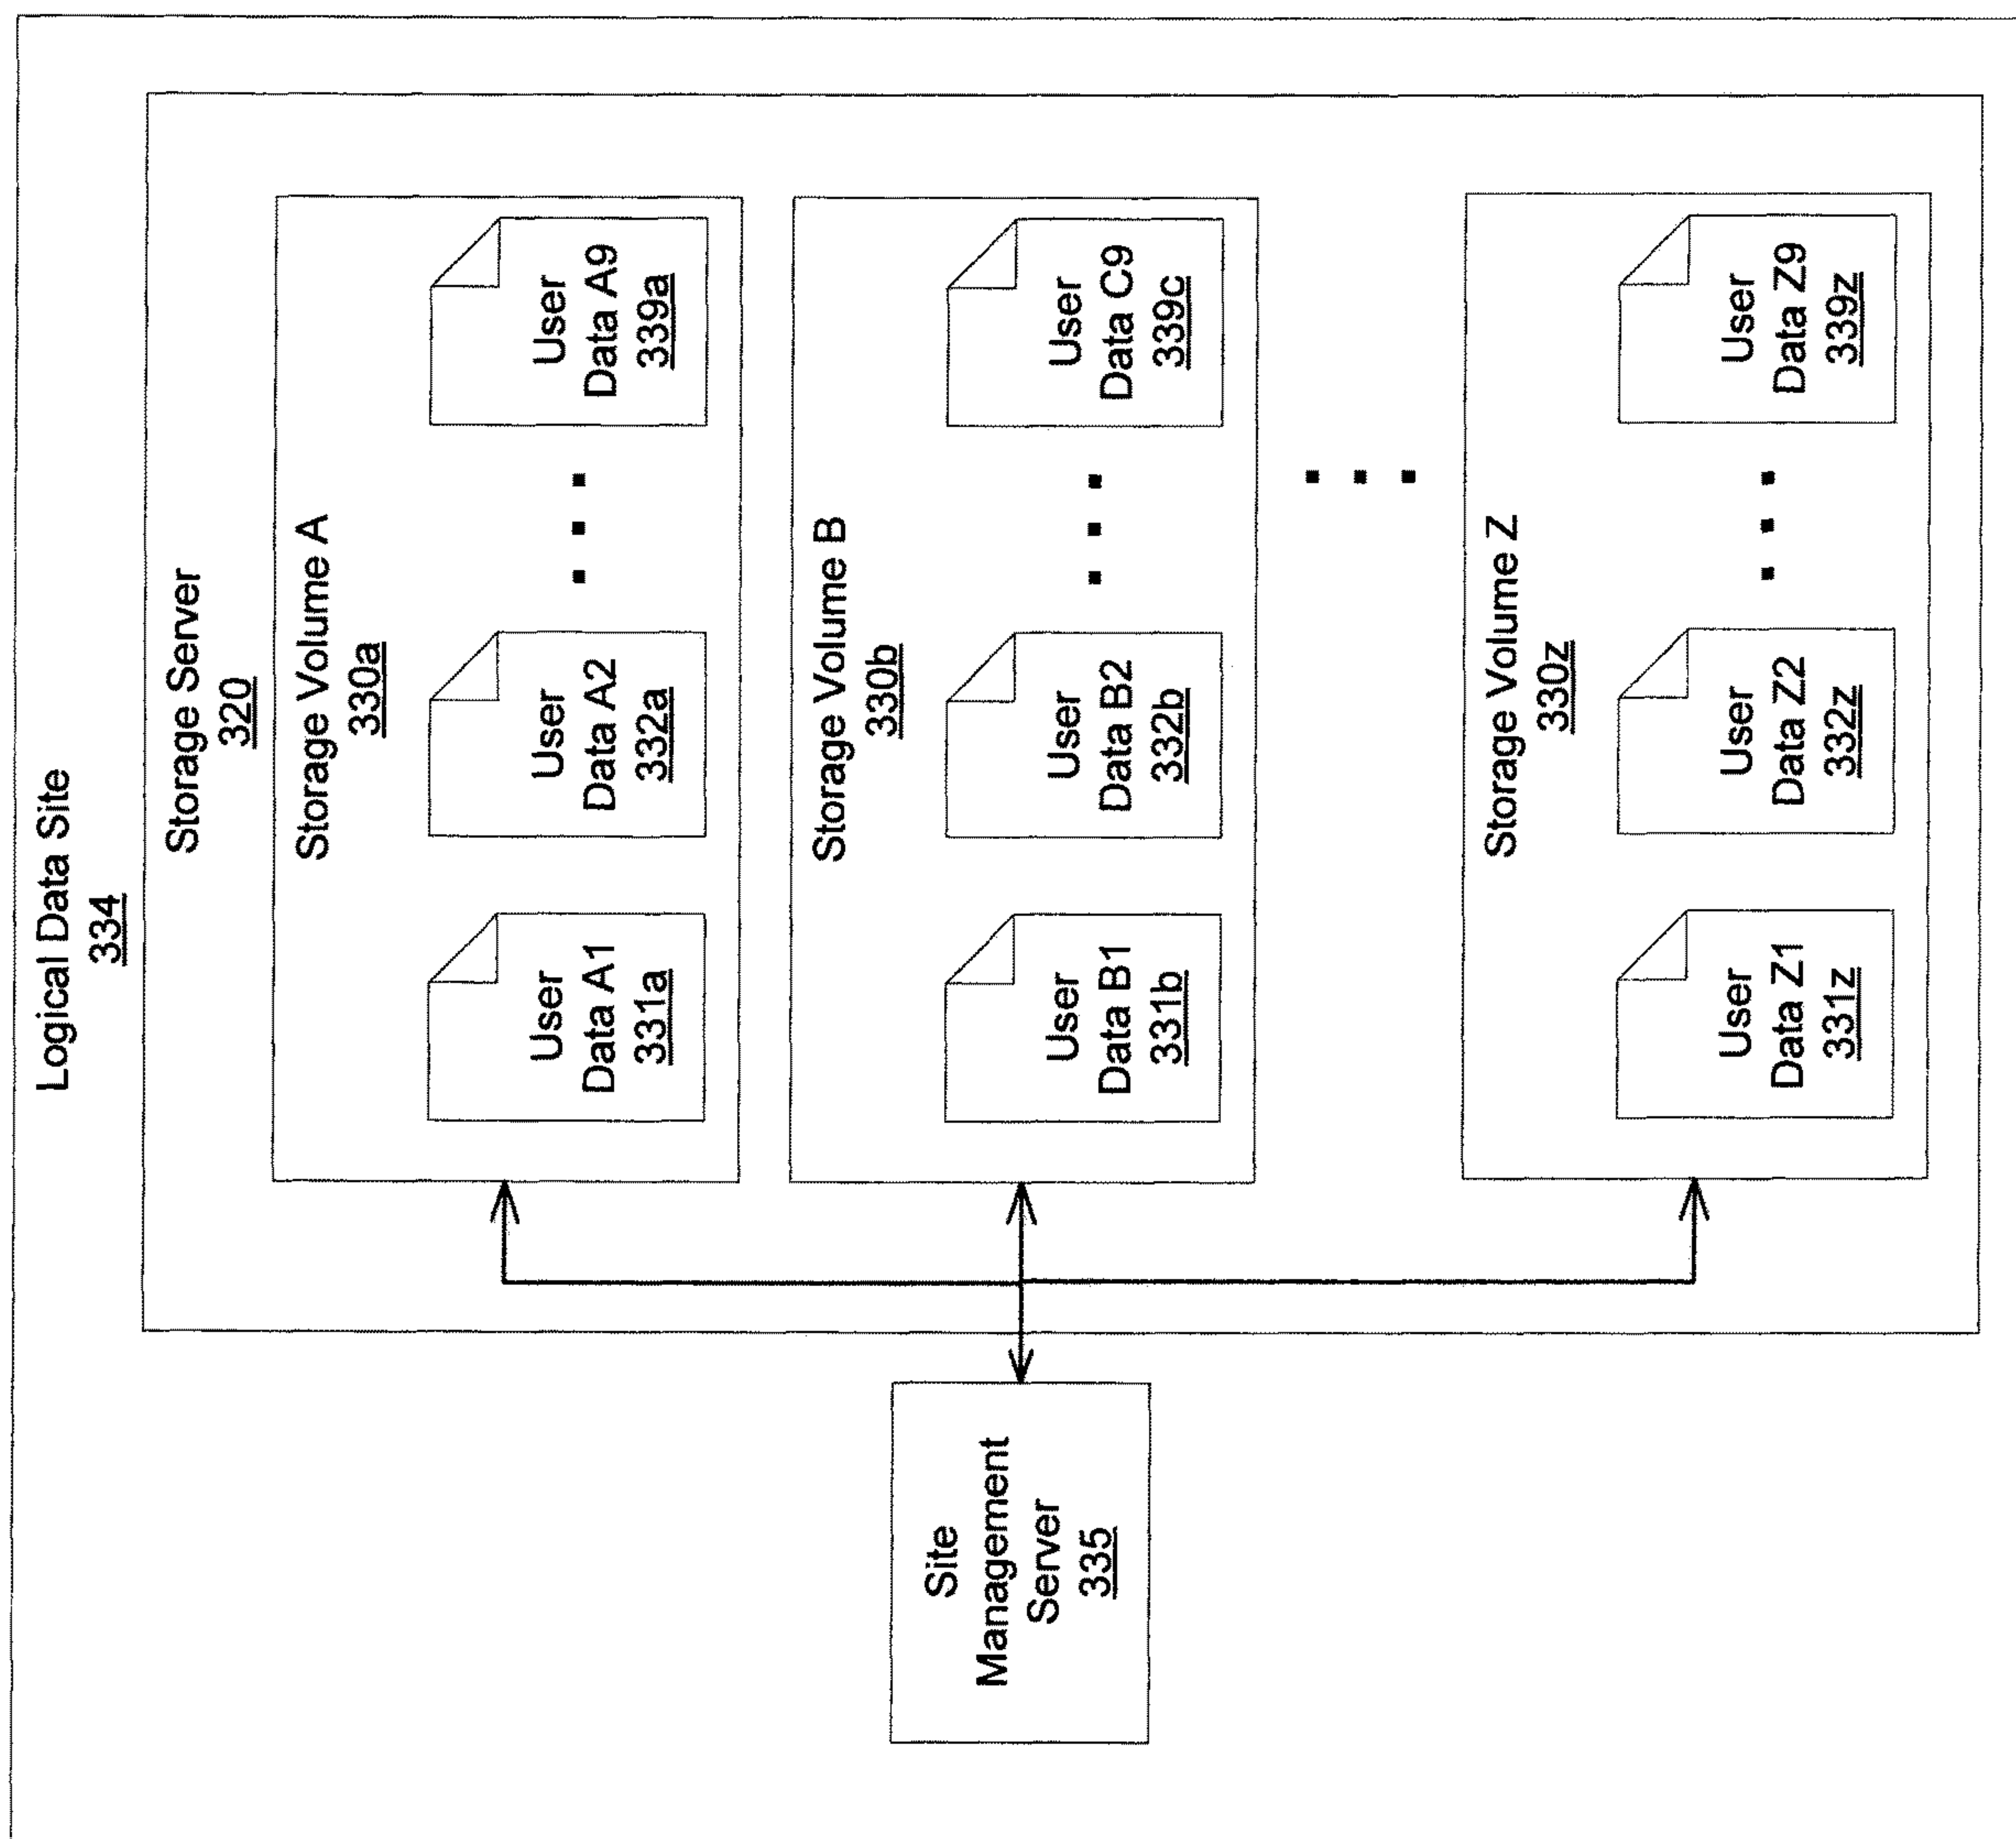 Logical Data Site
334
Storage Server
320
Storage Volume A
330a
User
Data A1
331a
User
Data A2
332a
User
Data A9
339a
Storage Volume B
330b
User
Data B1
331b
User
Data B2
332b
User
Data C9
339c
Storage Volume Z
330z
User
Data Z1
331z
User
Data Z2
332z
User
Data Z9
339z
Site
Management
Server
335